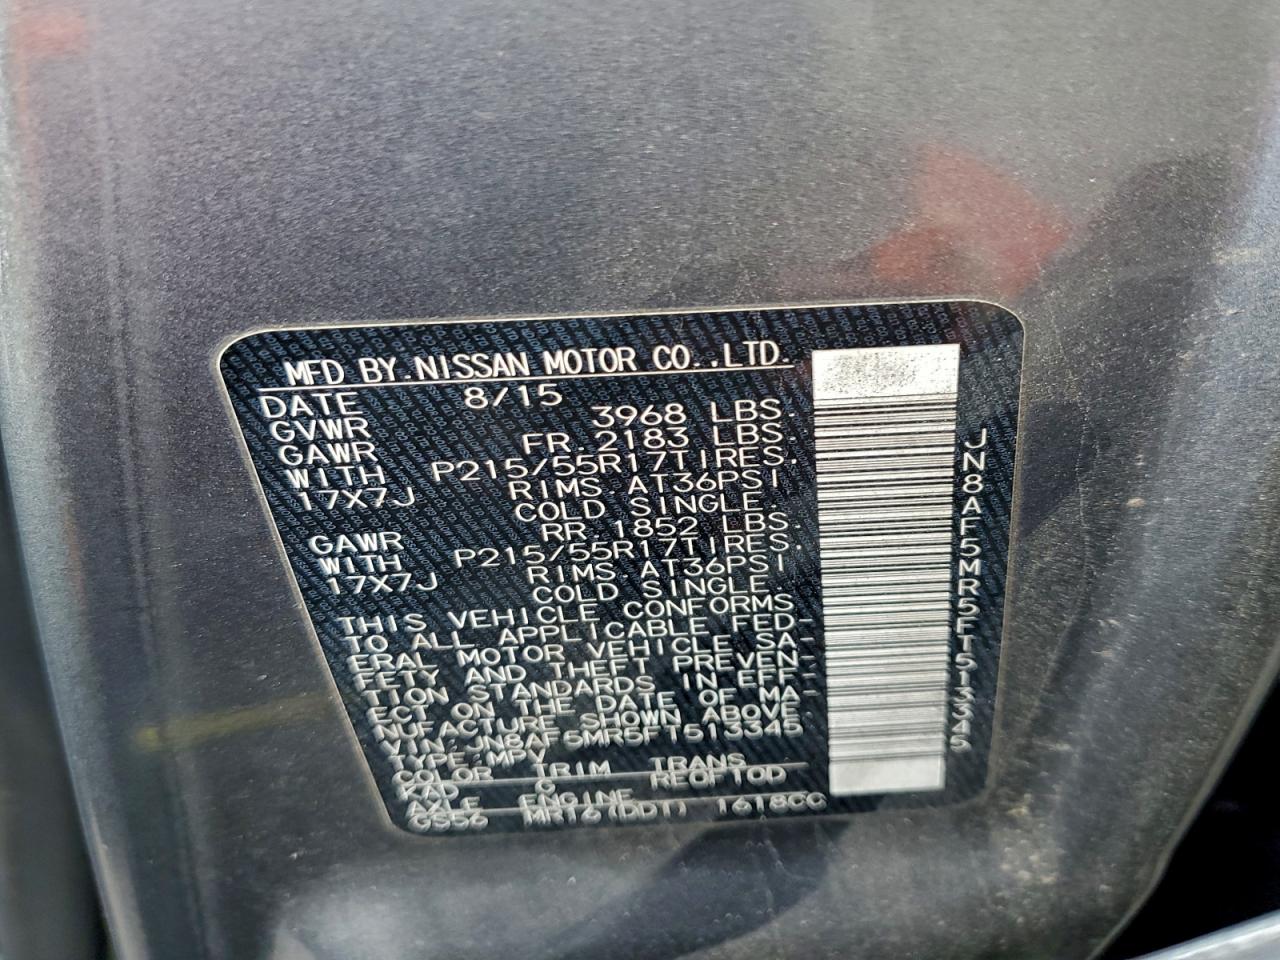 MFD BY.NISSAN MOTOR CO.,LTD.
DATE 8/15
GVWR 3968 LBS.
GAWR FR.2183 LBS.
WITH P215/55R17TIRES.
17X7J RIMS.AT36PSI
COLD SINGLE
GAWR RR.1852 LBS.
WITH P215/55R17TIRES.
17X7J RIMS.AT36PSI
COLD SINGLE
THIS VEHICLE CONFORMS
TO ALL APPLICABLE FED-
ERAL MOTOR VEHICLE SA-
FETY AND THEFT PREVEN-
TION STANDARDS IN EFF-
ECT ON THE DATE OF MA-
NUFACTURE SHOWN ABOVE
VIN:JN8AF5MR5FT513345
TYPE:MPV
COLOR TRIM TRANS
KAD G RE0F10D
AXLE ENGINE
GS56 MR16(DDT) 1618CC
JN8AF5MR5FT513345